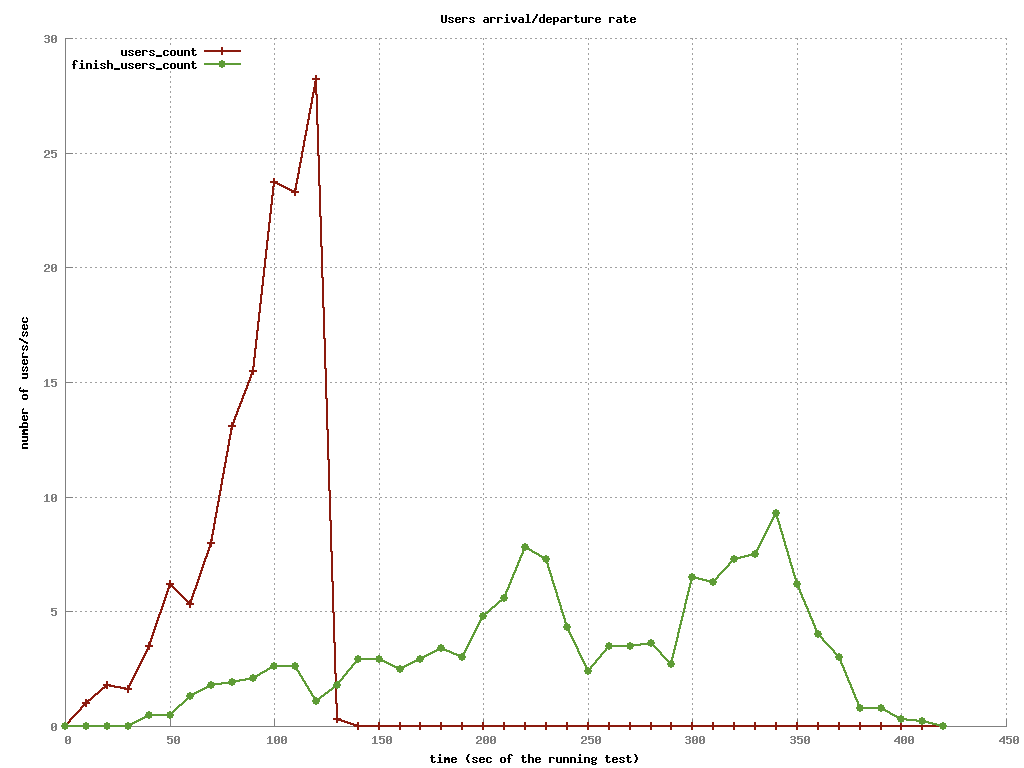 Users arrival/departure rate
30
users_count
finish_users_count
25
20
15
10
5
0
number of users/sec
0 50 100 150 200 250 300 350 400 450
time (sec of the running test)